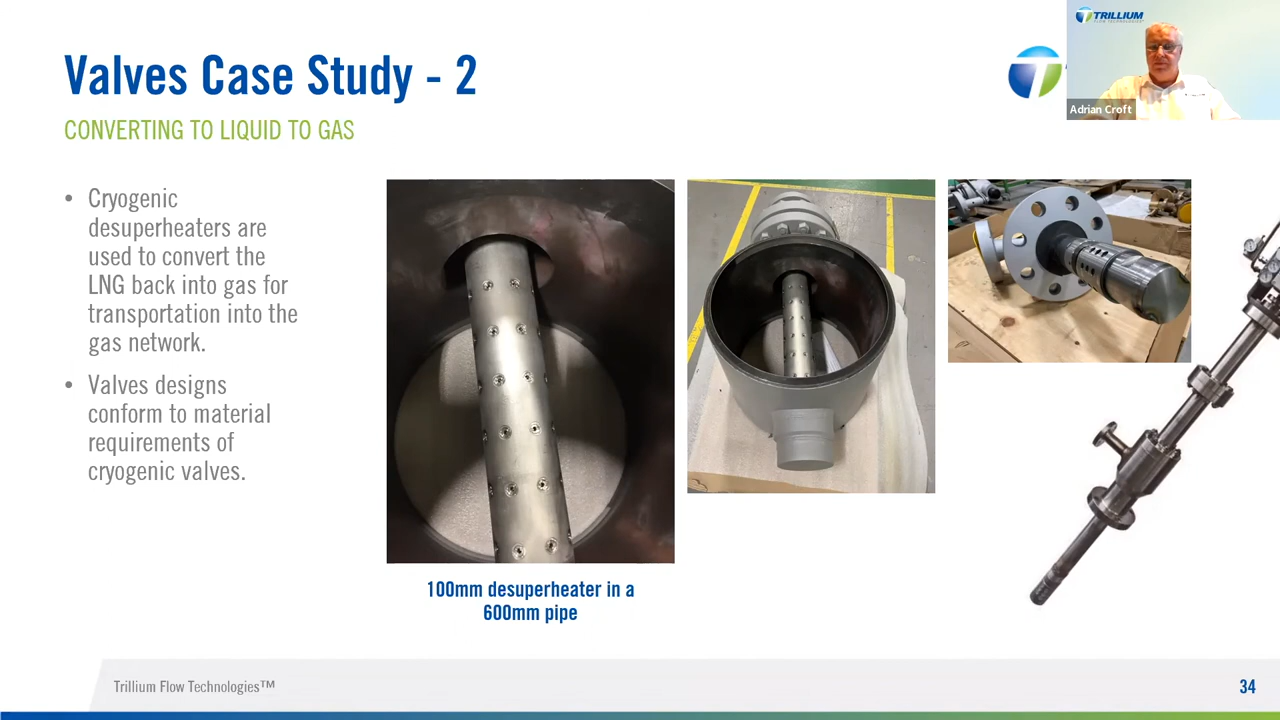 Valves Case Study - 2
CONVERTING TO LIQUID TO GAS
TRILLIUM
FLOW TECHNOLOGIES
Adrian Croft
• Cryogenic
desuperheaters are
used to convert the
LNG back into gas for
transportation into the
gas network.
• Valves designs
conform to material
requirements of
cryogenic valves.
100mm desuperheater in a
600mm pipe
Trillium Flow Technologies™
34